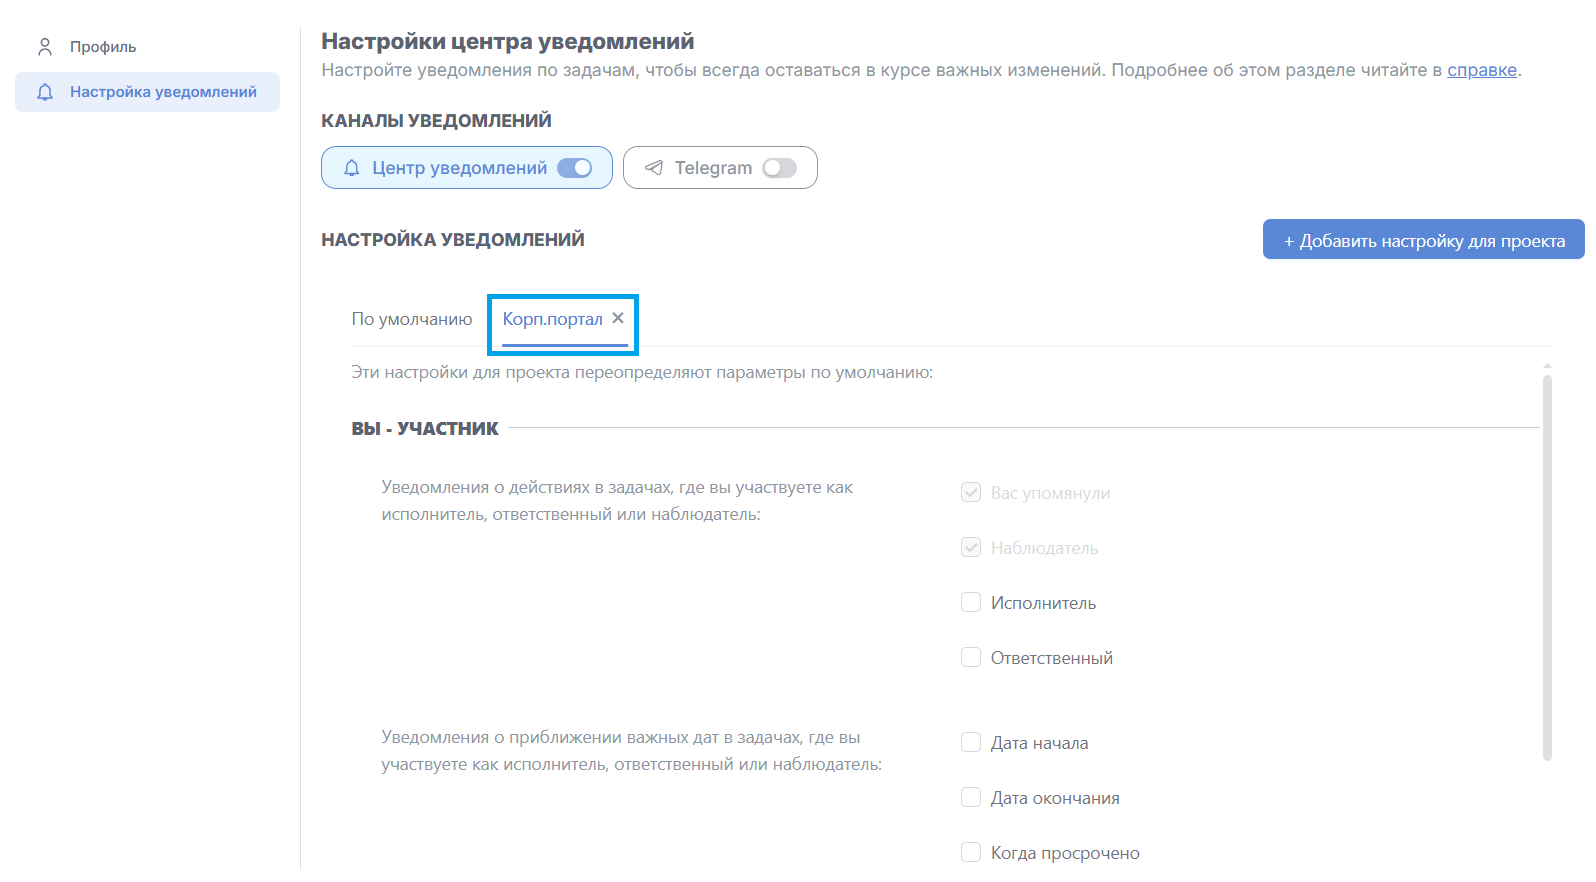 Профиль
Настройка уведомлений
Настройки центра уведомлений
Настройте уведомления по задачам, чтобы всегда оставаться в курсе важных изменений. Подробнее об этом разделе читайте в справке.
КАНАЛЫ УВЕДОМЛЕНИЙ
Центр уведомлений
Telegram
НАСТРОЙКА УВЕДОМЛЕНИЙ
+ Добавить настройку для проекта
По умолчанию
Корп.портал
Эти настройки для проекта переопределяют параметры по умолчанию:
ВЫ - УЧАСТНИК
Уведомления о действиях в задачах, где вы участвуете как
исполнитель, ответственный или наблюдатель:
Вас упомянули
Наблюдатель
Исполнитель
Ответственный
Уведомления о приближении важных дат в задачах, где вы
участвуете как исполнитель, ответственный или наблюдатель:
Дата начала
Дата окончания
Когда просрочено